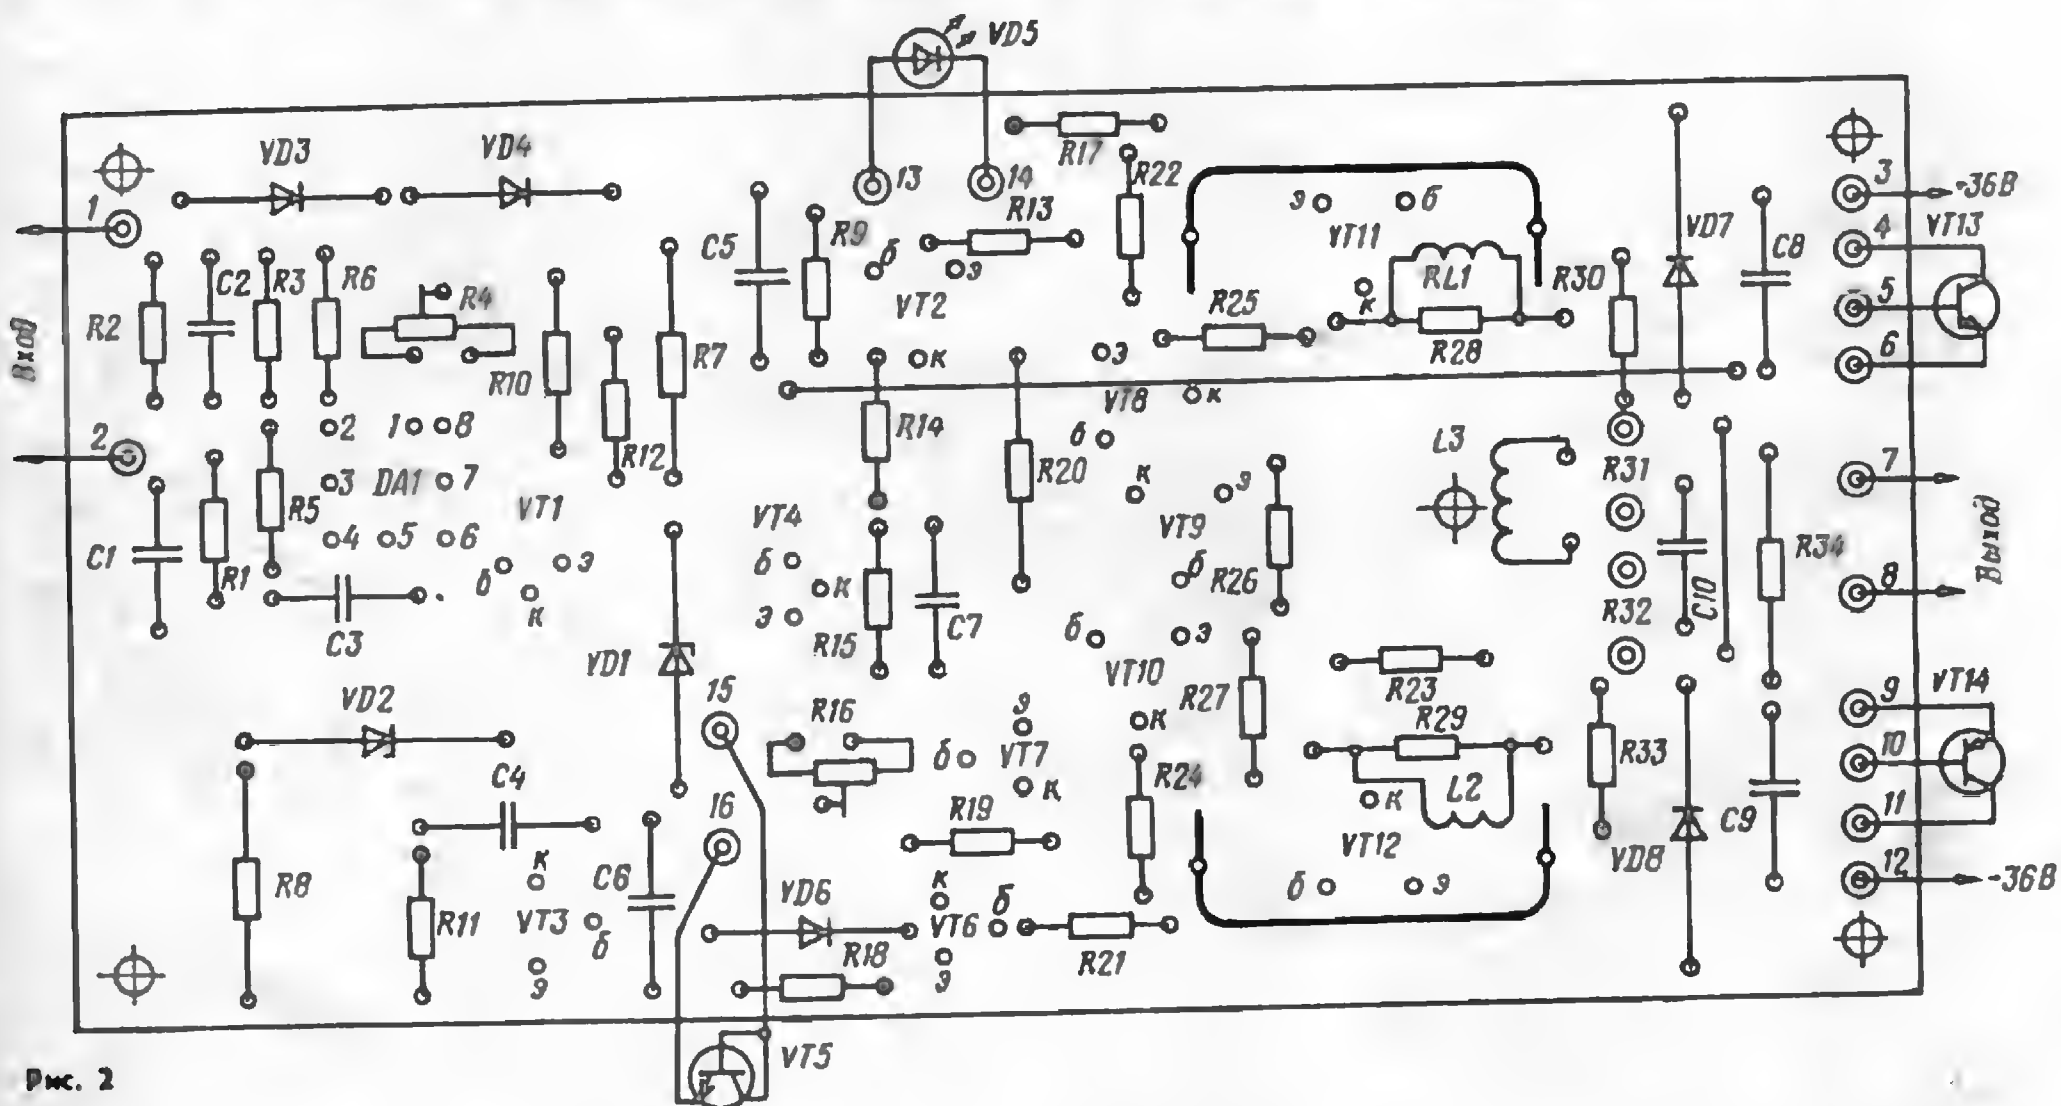 VD5
VD3
VD4
R17
13
14
R22
3
-36В
1
R13
э
б
VD7
4
VT13
R9
б
VT11
C5
э
C8
C2
R3
R6
R4
RL1
R30
5
R2
VT2
к
R25
Вход
R10
R7
к
э
R28
6
VT8
к
2
2
1
8
R12
R14
б
L3
R20
R31
7
3
DA1
7
к
э
R5
VT1
VT4
VT9
Выход
C1
4
5
6
R34
R1
б
э
б
б
R26
8
к
к
э
C7
б
э
R32
C10
C3
R15
VD1
VT10
R23
VD2
15
R16
э
R27
9
VT14
к
R29
C4
б
VT7
R24
10
R33
16
к
к
L2
R19
11
C9
к
VT12
VD8
R8
C6
VD6
к
б
б
э
12
-36В
R11
VT3
б
VT6
R18
R21
э
э
VT5
Рис. 2